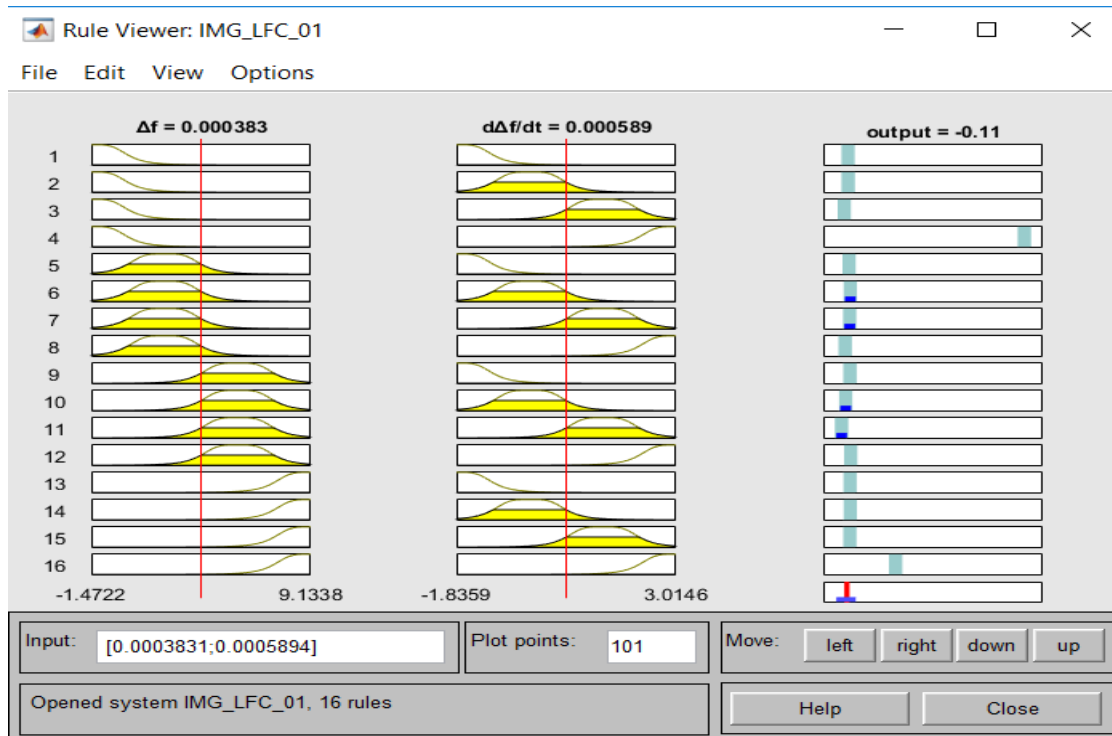 Rule Viewer: IMG_LFC_01
File Edit View Options
Δf = 0.000383
dΔf/dt = 0.000589
output = -0.11
1
2
3
4
5
6
7
8
9
10
11
12
13
14
15
16
-1.4722 9.1338 -1.8359 3.0146
Input: [0.0003831;0.0005894] Plot points: 101 Move: left right down up
Opened system IMG_LFC_01, 16 rules Help Close